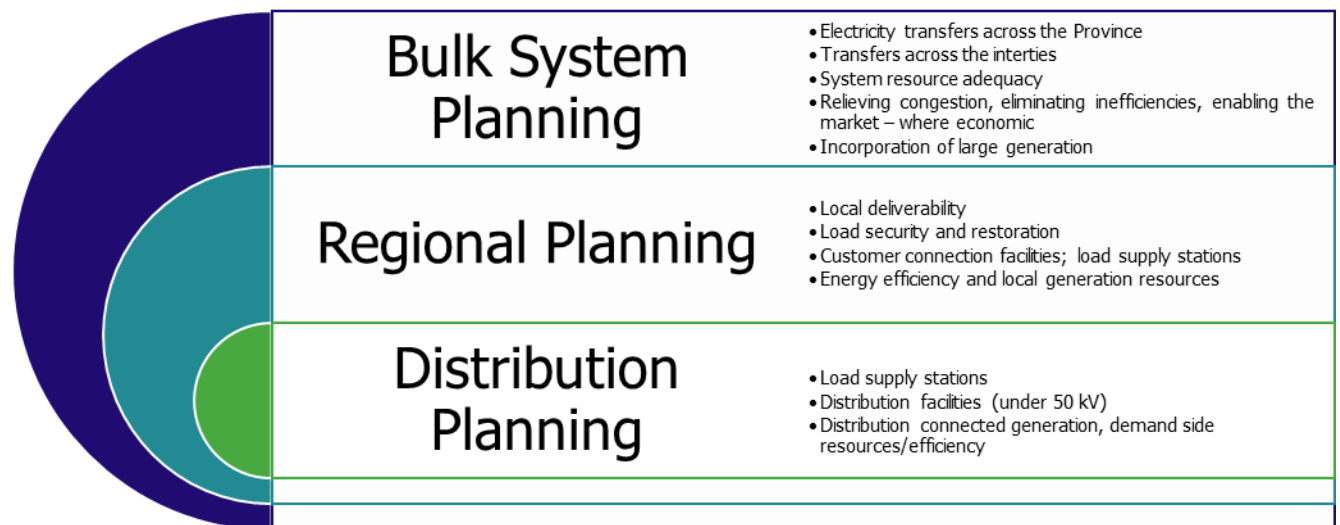 Bulk System
Planning
• Electricity transfers across the Province
• Transfers across the interties
• System resource adequacy
• Relieving congestion, eliminating inefficiencies, enabling the
market – where economic
• Incorporation of large generation
Regional Planning
• Local deliverability
• Load security and restoration
• Customer connection facilities; load supply stations
• Energy efficiency and local generation resources
Distribution
Planning
• Load supply stations
• Distribution facilities (under 50 kV)
• Distribution connected generation, demand side
resources/efficiency